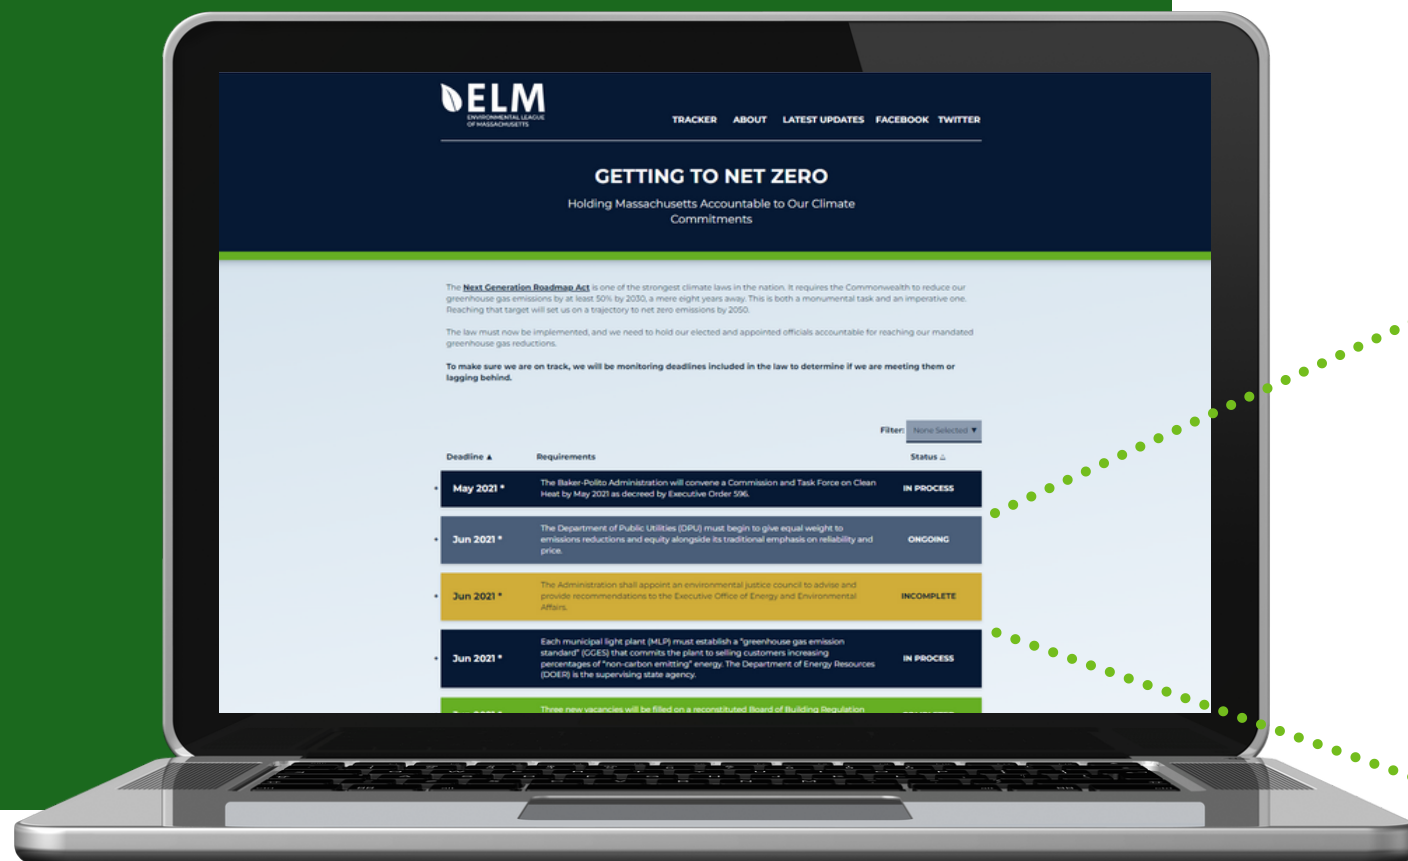 ELM
ENVIRONMENTAL LEAGUE
OF MASSACHUSETTS
TRACKER ABOUT LATEST UPDATES FACEBOOK TWITTER
GETTING TO NET ZERO
Holding Massachusetts Accountable to Our Climate
Commitments
The Next Generation Roadmap Act is one of the strongest climate laws in the nation. It requires the Commonwealth to reduce our
greenhouse gas emissions by at least 50% by 2030, a mere eight years away. This is both a monumental task and an imperative one.
Reaching that target will set us on a trajectory to net zero emissions by 2050.
The law must now be implemented, and we need to hold our elected and appointed officials accountable for reaching our mandated
greenhouse gas reductions.
To make sure we are on track, we will be monitoring deadlines included in the law to determine if we are meeting them or
lagging behind.
Filter: None Selected ▼
Deadline ▲ Requirements Status △
May 2021 * The Baker-Polito Administration will convene a Commission and Task Force on Clean
Heat by May 2021 as decreed by Executive Order 596.
IN PROCESS
Jun 2021 * The Department of Public Utilities (DPU) must begin to give equal weight to
emissions reductions and equity alongside its traditional emphasis on reliability and
price.
ONGOING
Jun 2021 * The Administration shall appoint an environmental justice council to advise and
provide recommendations to the Executive Office of Energy and Environmental
Affairs.
INCOMPLETE
Jun 2021 * Each municipal light plant (MLP) must establish a "greenhouse gas emission
standard" (GGES) that commits the plant to selling customers increasing
percentages of "non-carbon emitting" energy. The Department of Energy Resources
(DOER) is the supervising state agency.
IN PROCESS
Three new vacancies will be filled on a reconstituted Board of Building Regulation